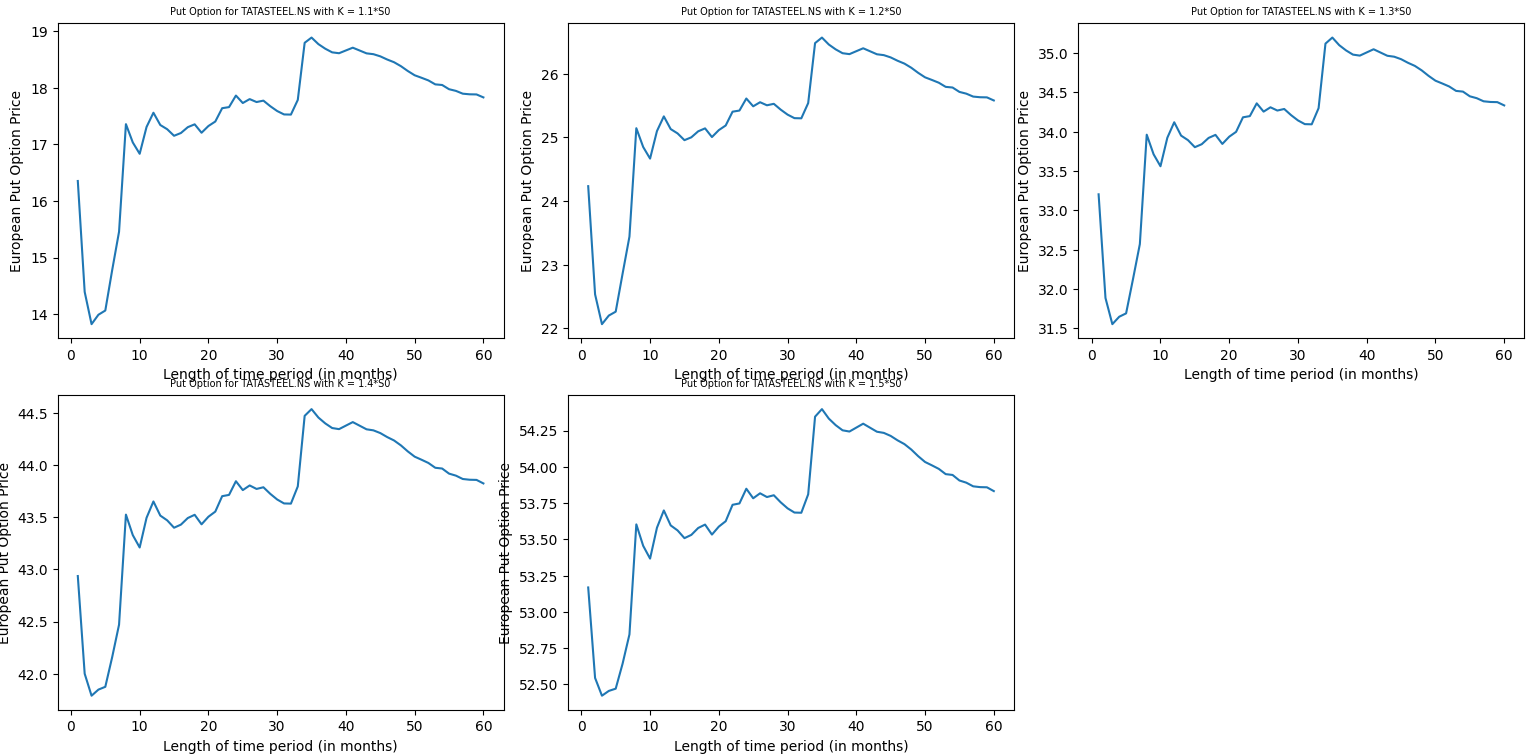 Put Option for TATASTEEL.NS with K = 1.1*S0
European Put Option Price
19
18
17
16
15
14
0 10 20 30 40 50 60
Length of time period (in months)
Put Option for TATASTEEL.NS with K = 1.2*S0
European Put Option Price
26
25
24
23
22
0 10 20 30 40 50 60
Length of time period (in months)
Put Option for TATASTEEL.NS with K = 1.3*S0
European Put Option Price
35.0
34.5
34.0
33.5
33.0
32.5
32.0
31.5
0 10 20 30 40 50 60
Length of time period (in months)
Put Option for TATASTEEL.NS with K = 1.4*S0
European Put Option Price
44.5
44.0
43.5
43.0
42.5
42.0
0 10 20 30 40 50 60
Length of time period (in months)
Put Option for TATASTEEL.NS with K = 1.5*S0
European Put Option Price
54.25
54.00
53.75
53.50
53.25
53.00
52.75
52.50
0 10 20 30 40 50 60
Length of time period (in months)